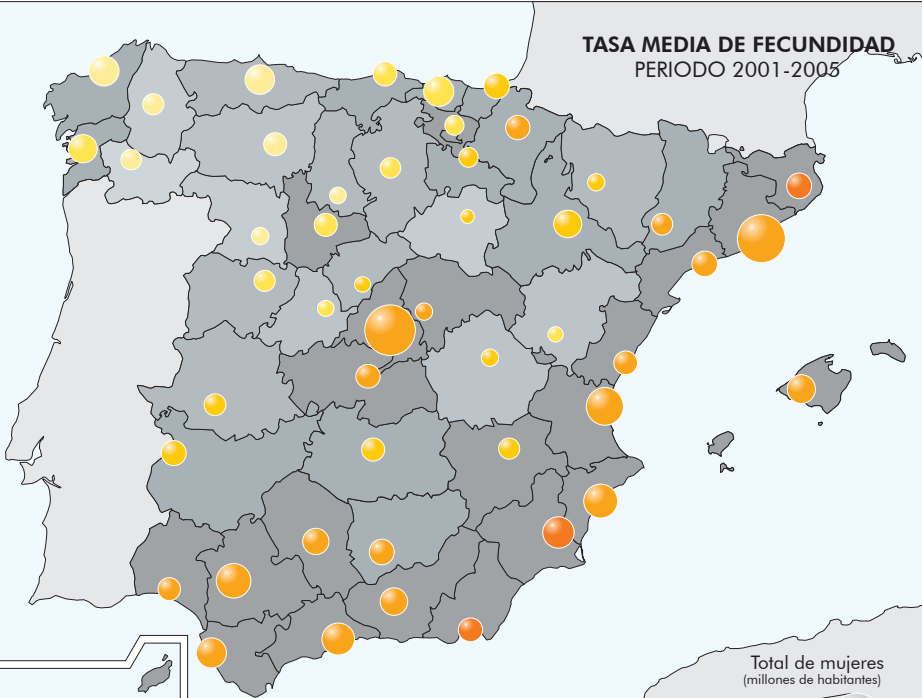 TASA MEDIA DE FECUNDIDAD
PERIODO 2001-2005
Total de mujeres
(millones de habitantes)